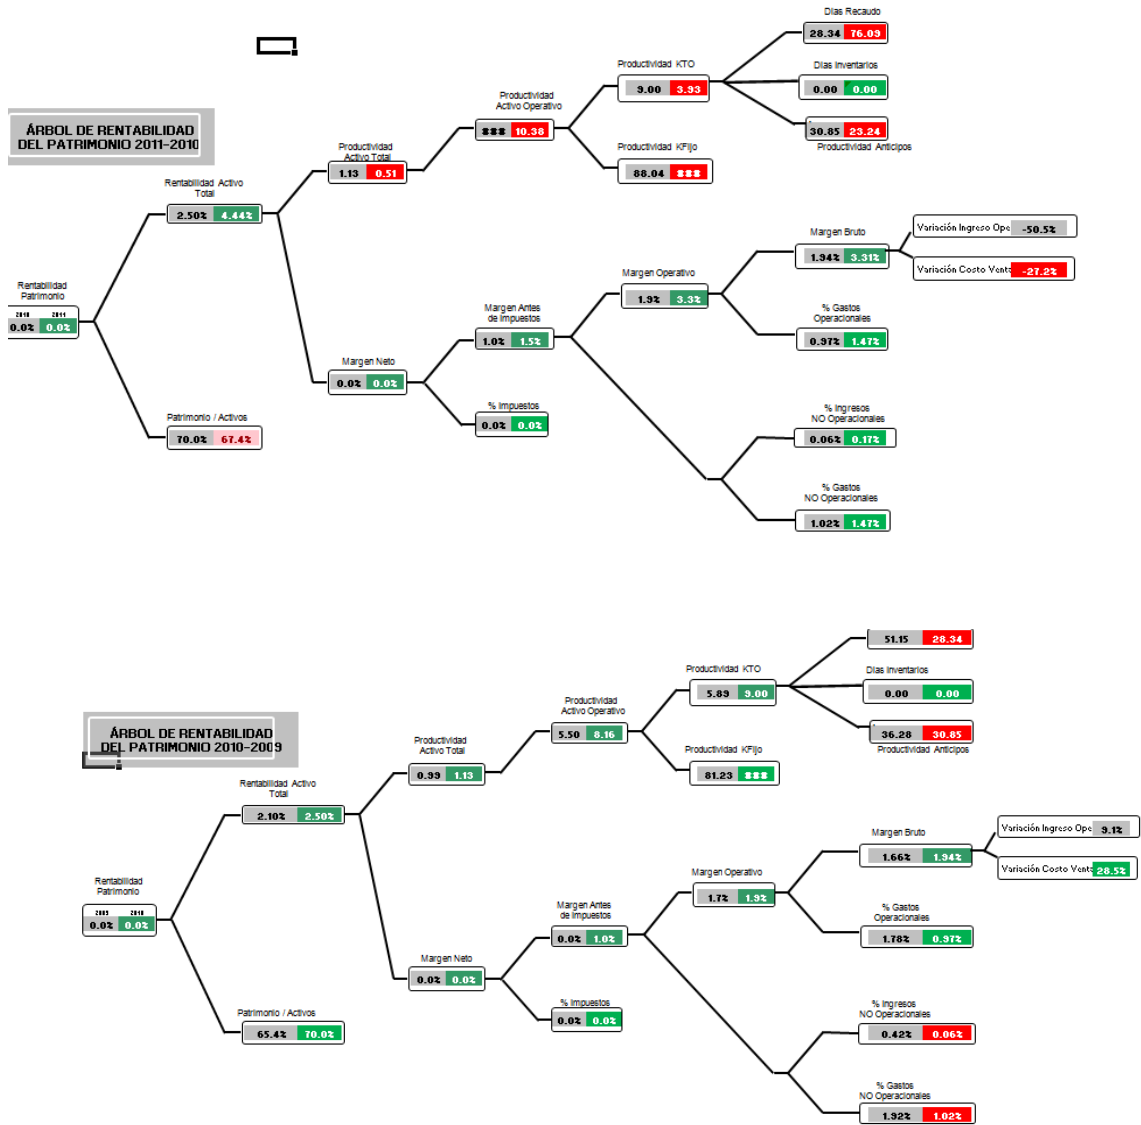 Dias Recaudo
28.34 76.09
Productividad KTO
9.00 3.93
Dias Inventarios
0.00 0.00
Productividad
Activo Operativo
### 10.38
30.85 23.24
Productividad Anticipos
ÁRBOL DE RENTABILIDAD
DEL PATRIMONIO 2011-2010
Productividad
Activo Total
1.13 0.51
Productividad KFijo
88.04 ###
Rentabilidad Activo
Total
2.50% 4.44%
Margen Bruto
1.94% 3.31%
Variación Ingreso Ope -50.5%
Variación Costo Vent -27.2%
Margen Operativo
1.9% 3.3%
Rentabilidad
Patrimonio
2010 2011
0.0% 0.0%
Margen Antes
de Impuestos
1.0% 1.5%
% Gastos
Operacionales
0.97% 1.47%
Margen Neto
0.0% 0.0%
% Impuestos
0.0% 0.0%
Patrimonio / Activos
70.0% 67.4%
% Ingresos
NO Operacionales
0.06% 0.17%
% Gastos
NO Operacionales
1.02% 1.47%
51.15 28.34
Productividad KTO
5.89 9.00
Dias Inventarios
0.00 0.00
Productividad
Activo Operativo
5.50 8.16
36.28 30.85
Productividad Anticipos
ÁRBOL DE RENTABILIDAD
DEL PATRIMONIO 2010-2009
Productividad
Activo Total
0.99 1.13
Productividad KFijo
81.23 ###
Rentabilidad Activo
Total
2.10% 2.50%
Margen Bruto
1.66% 1.94%
Variación Ingreso Ope 9.1%
Variación Costo Vent 28.5%
Margen Operativo
1.7% 1.9%
Rentabilidad
Patrimonio
2009 2010
0.0% 0.0%
Margen Antes
de Impuestos
0.0% 1.0%
% Gastos
Operacionales
1.78% 0.97%
Margen Neto
0.0% 0.0%
% Impuestos
0.0% 0.0%
Patrimonio / Activos
65.4% 70.0%
% Ingresos
NO Operacionales
0.42% 0.06%
% Gastos
NO Operacionales
1.92% 1.02%